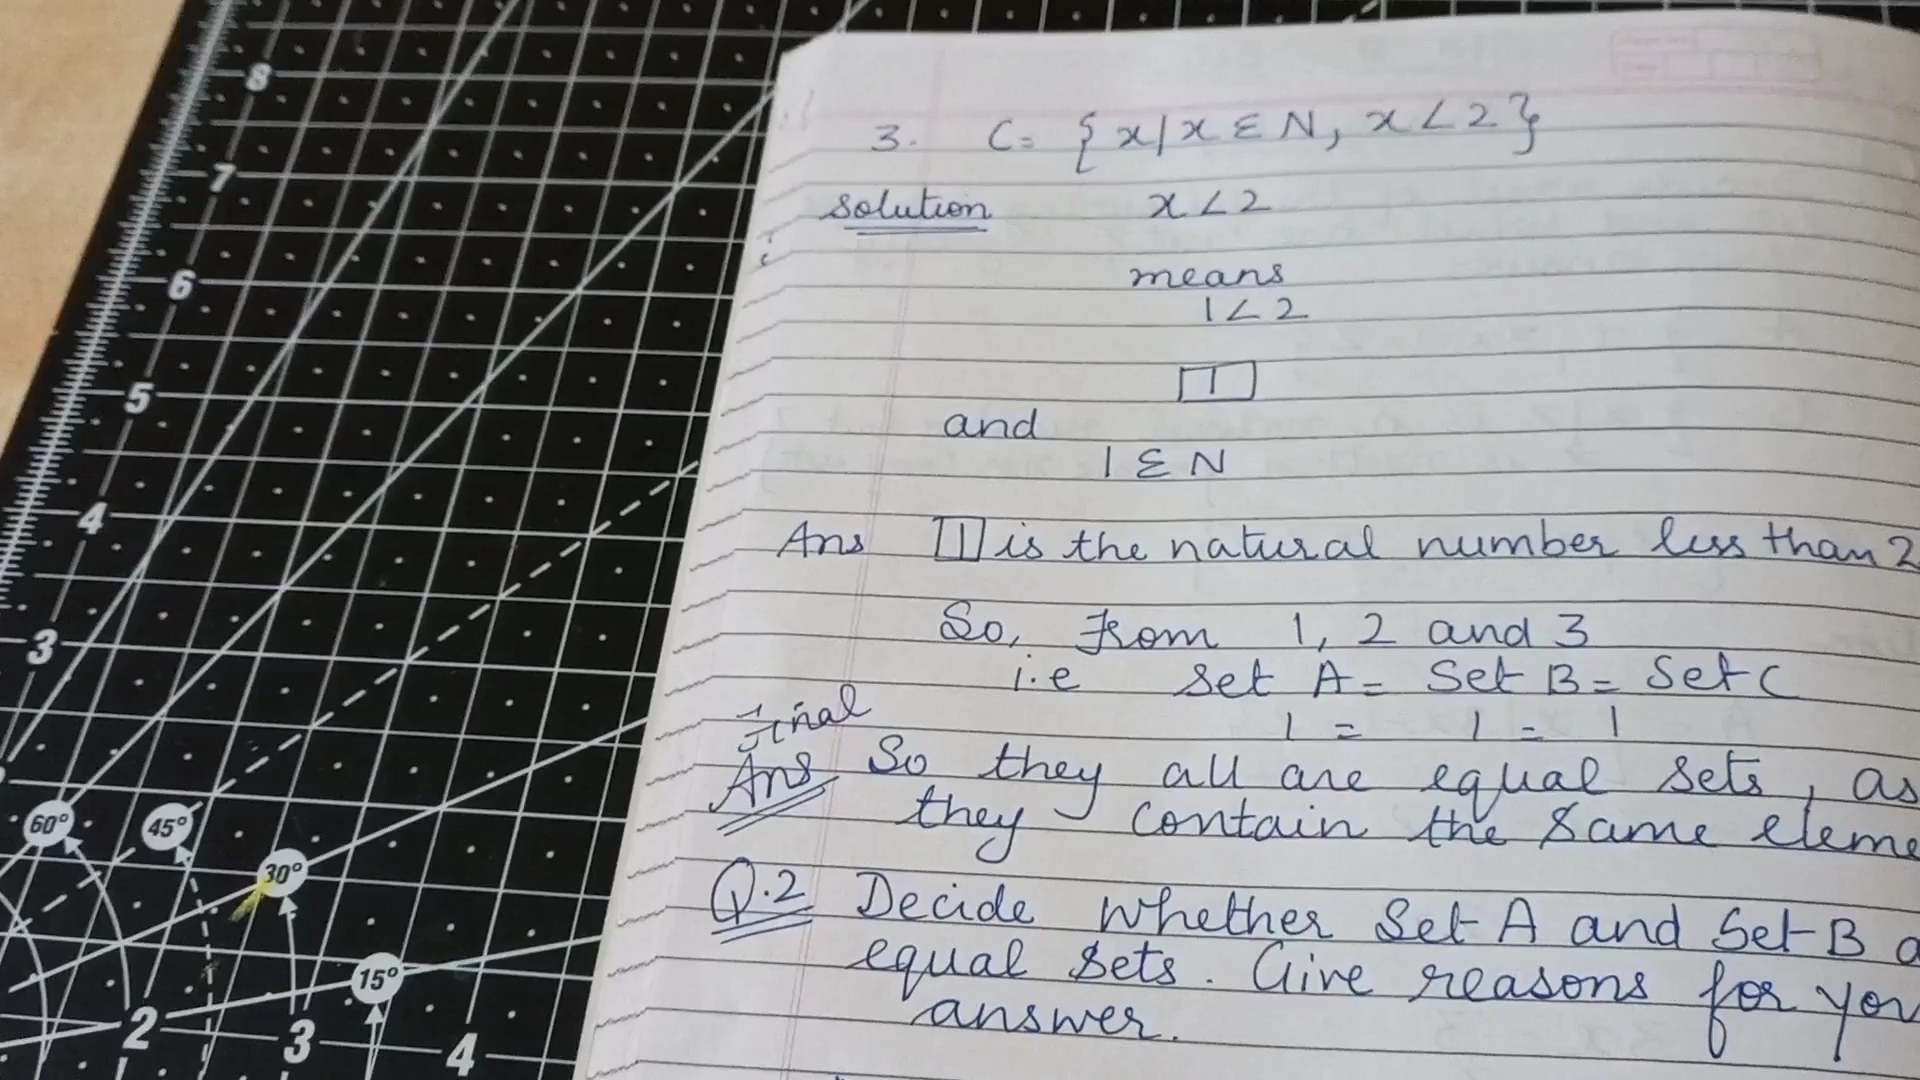 3. C = {x/x ∈ N, x < 2}
Solution x < 2
means
1 < 2
1
and
1 ∈ N
Ans 1 is the natural number less than 2
So, from 1, 2 and 3
i.e Set A = Set B = Set C
1 = 1 = 1
Final
Ans So they all are equal sets, as
they contain the same eleme
Q.2 Decide whether Set A and Set B a
equal sets. Give reasons for you
answer.
8
7
6
5
4
3
60° 45°
30°
15°
2 3 4